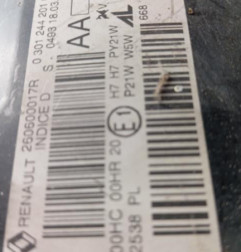 0 301 244 201
S - 0493 18.03
RENAULT 260600017R
INDICE D
AA
H7 H7 PY21W
P21W W5W
00HC 00HR 20
E1
2538 PL
668